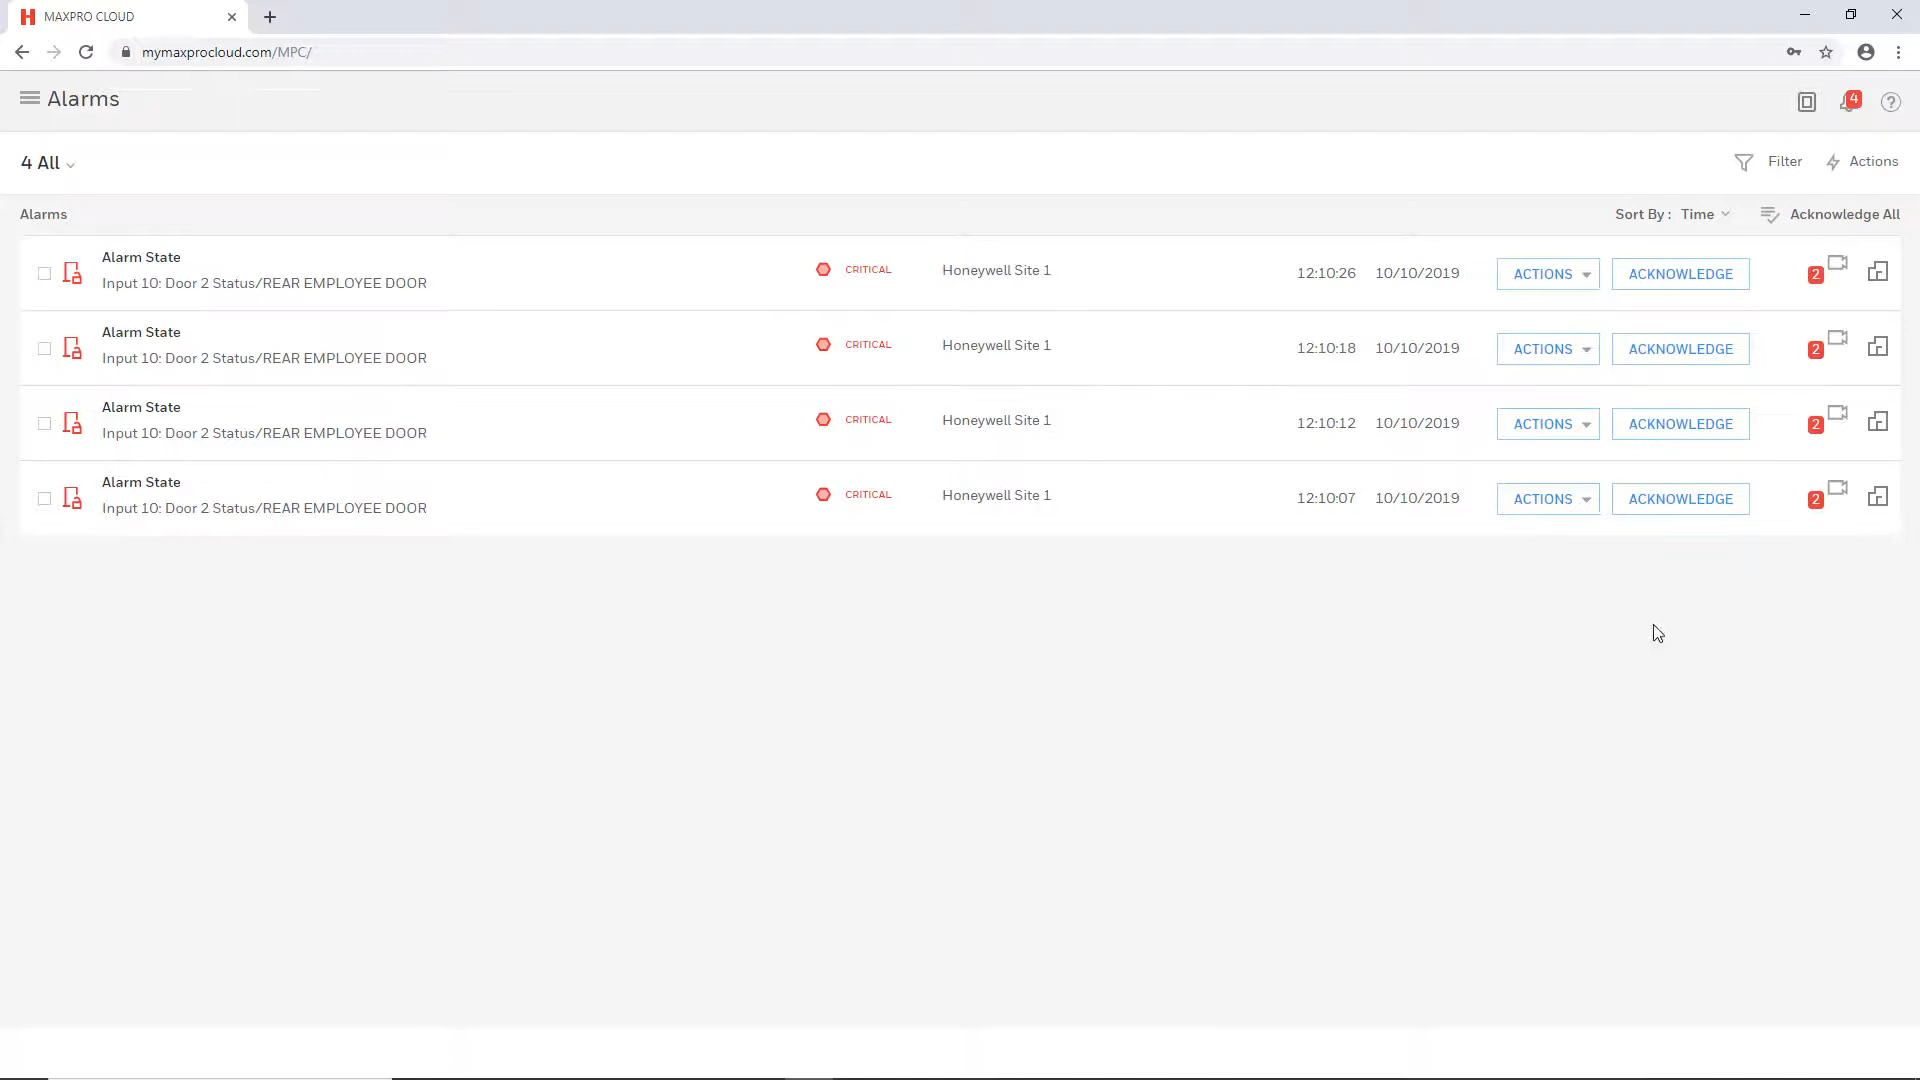 MAXPRO CLOUD
mymaxprocloud.com/MPC/
Alarms
4
4 All
Filter
Actions
Alarms
Sort By : Time
Acknowledge All
Alarm State
Input 10: Door 2 Status/REAR EMPLOYEE DOOR
CRITICAL
Honeywell Site 1
12:10:26 10/10/2019
ACTIONS
ACKNOWLEDGE
2
Alarm State
Input 10: Door 2 Status/REAR EMPLOYEE DOOR
CRITICAL
Honeywell Site 1
12:10:18 10/10/2019
ACTIONS
ACKNOWLEDGE
2
Alarm State
Input 10: Door 2 Status/REAR EMPLOYEE DOOR
CRITICAL
Honeywell Site 1
12:10:12 10/10/2019
ACTIONS
ACKNOWLEDGE
2
Alarm State
Input 10: Door 2 Status/REAR EMPLOYEE DOOR
CRITICAL
Honeywell Site 1
12:10:07 10/10/2019
ACTIONS
ACKNOWLEDGE
2